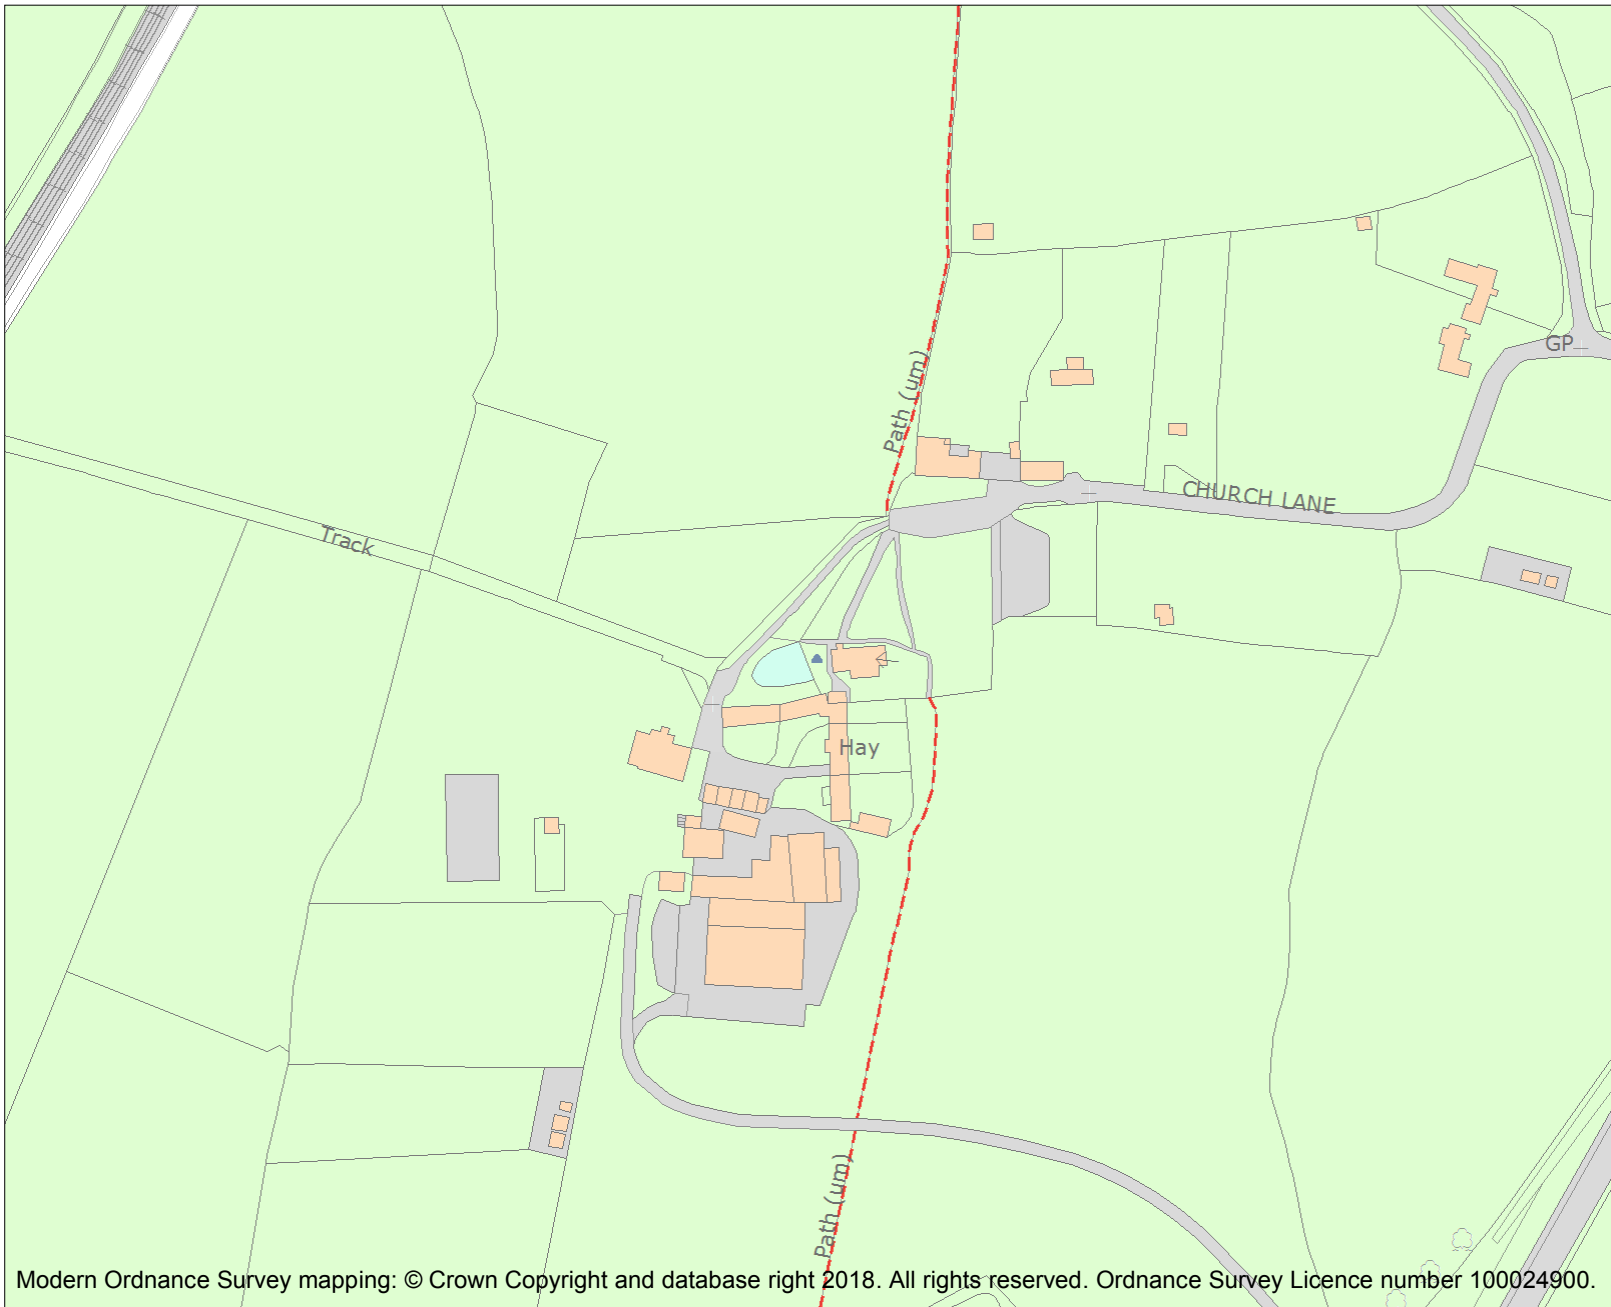 GP
Path (um)
CHURCH LANE
Track
Hay
Path (um)
Modern Ordnance Survey mapping: © Crown Copyright and database right 2018. All rights reserved. Ordnance Survey Licence number 100024900.